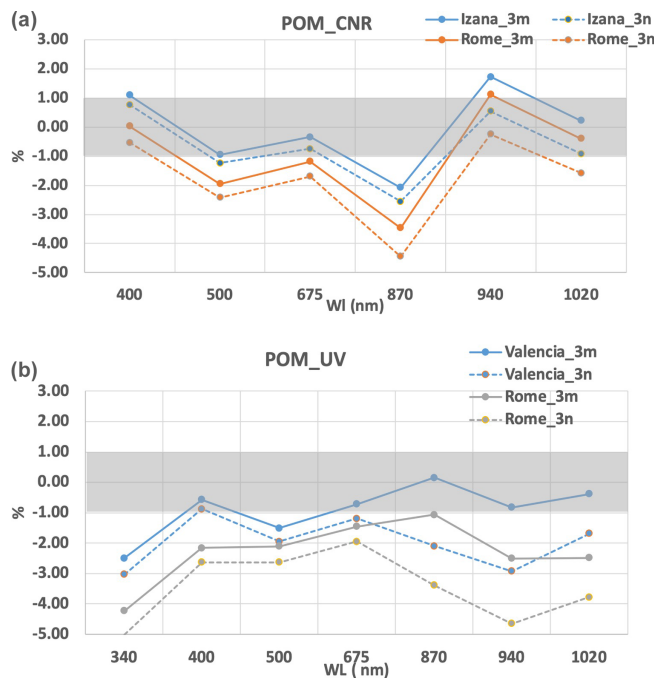 (a)
POM_CNR
Izana_3m
Izana_3n
Rome_3m
Rome_3n
3.00
2.00
1.00
0.00
-1.00
-2.00
-3.00
-4.00
-5.00
%
400 500 675 870 940 1020
Wl (nm)
(b)
POM_UV
Valencia_3m
Valencia_3n
Rome_3m
Rome_3n
3.00
2.00
1.00
0.00
-1.00
-2.00
-3.00
-4.00
-5.00
%
340 400 500 675 870 940 1020
WL ( nm)